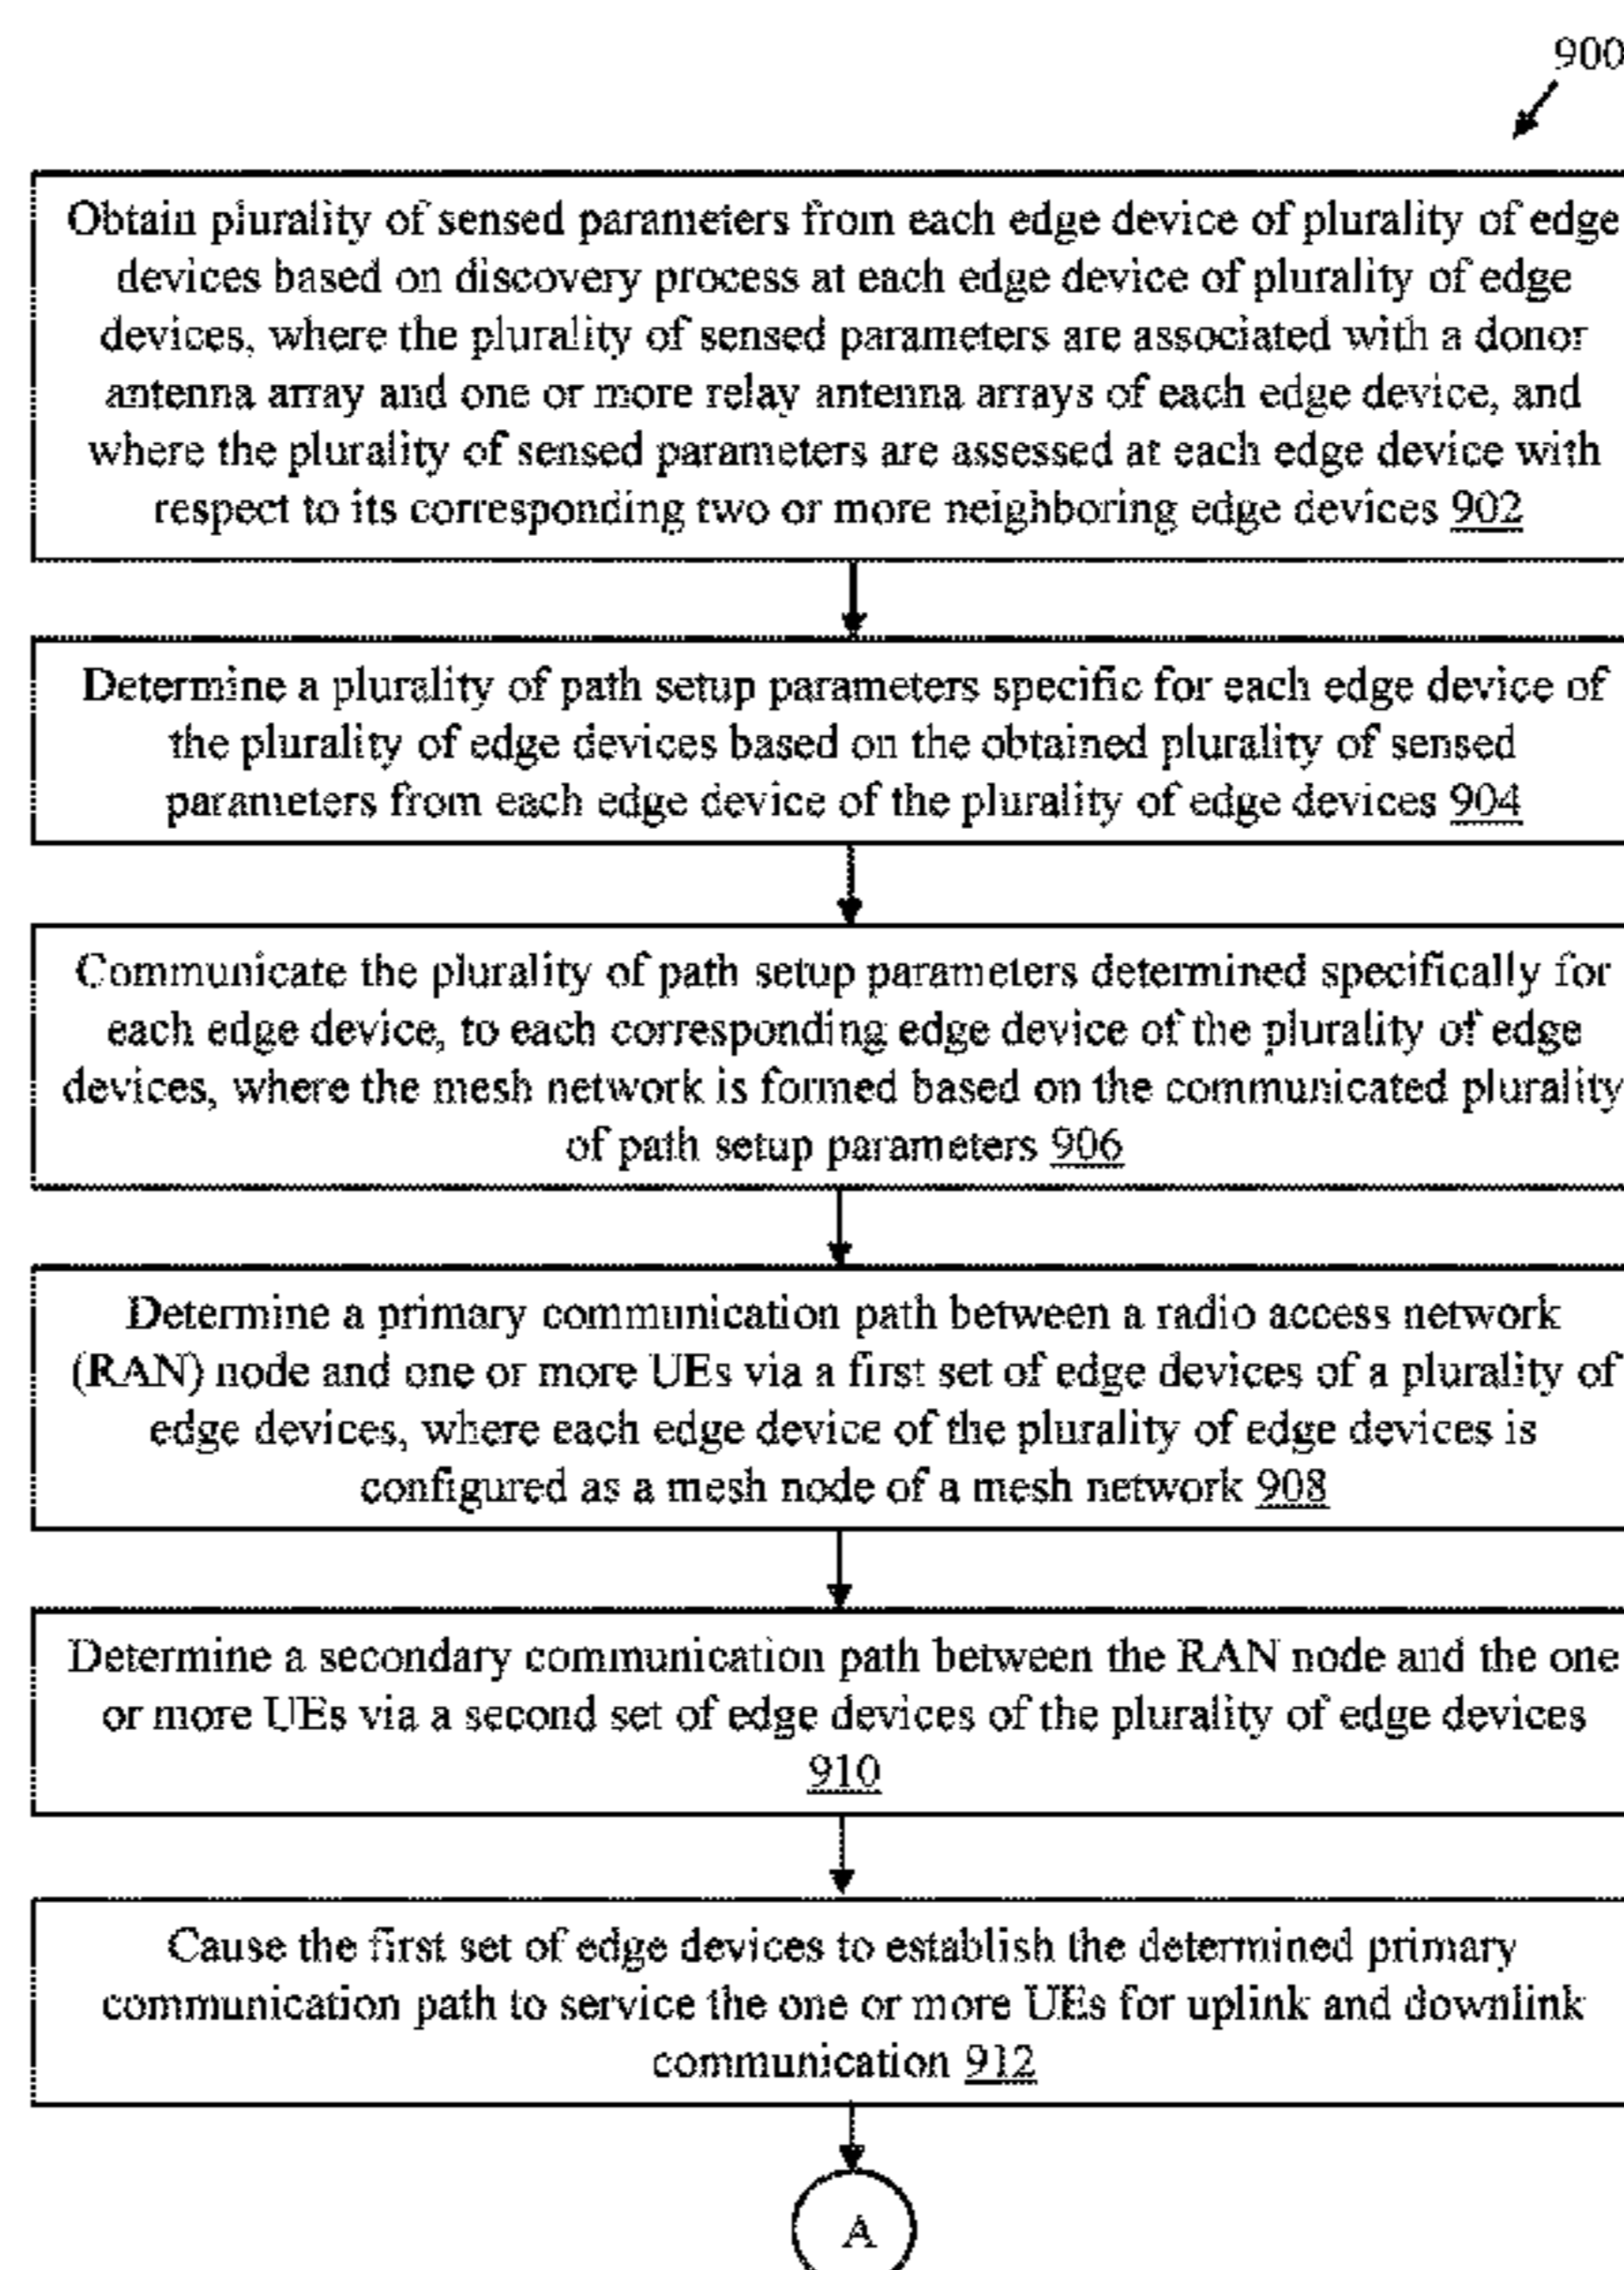 900
Obtain plurality of sensed parameters from each edge device of plurality of edge
devices based on discovery process at each edge device of plurality of edge
devices, where the plurality of sensed parameters are associated with a donor
antenna array and one or more relay antenna arrays of each edge device, and
where the plurality of sensed parameters are assessed at each edge device with
respect to its corresponding two or more neighboring edge devices 902
Determine a plurality of path setup parameters specific for each edge device of
the plurality of edge devices based on the obtained plurality of sensed
parameters from each edge device of the plurality of edge devices 904
Communicate the plurality of path setup parameters determined specifically for
each edge device, to each corresponding edge device of the plurality of edge
devices, where the mesh network is formed based on the communicated plurality
of path setup parameters 906
Determine a primary communication path between a radio access network
(RAN) node and one or more UEs via a first set of edge devices of a plurality of
edge devices, where each edge device of the plurality of edge devices is
configured as a mesh node of a mesh network 908
Determine a secondary communication path between the RAN node and the one
or more UEs via a second set of edge devices of the plurality of edge devices
910
Cause the first set of edge devices to establish the determined primary
communication path to service the one or more UEs for uplink and downlink
communication 912
A